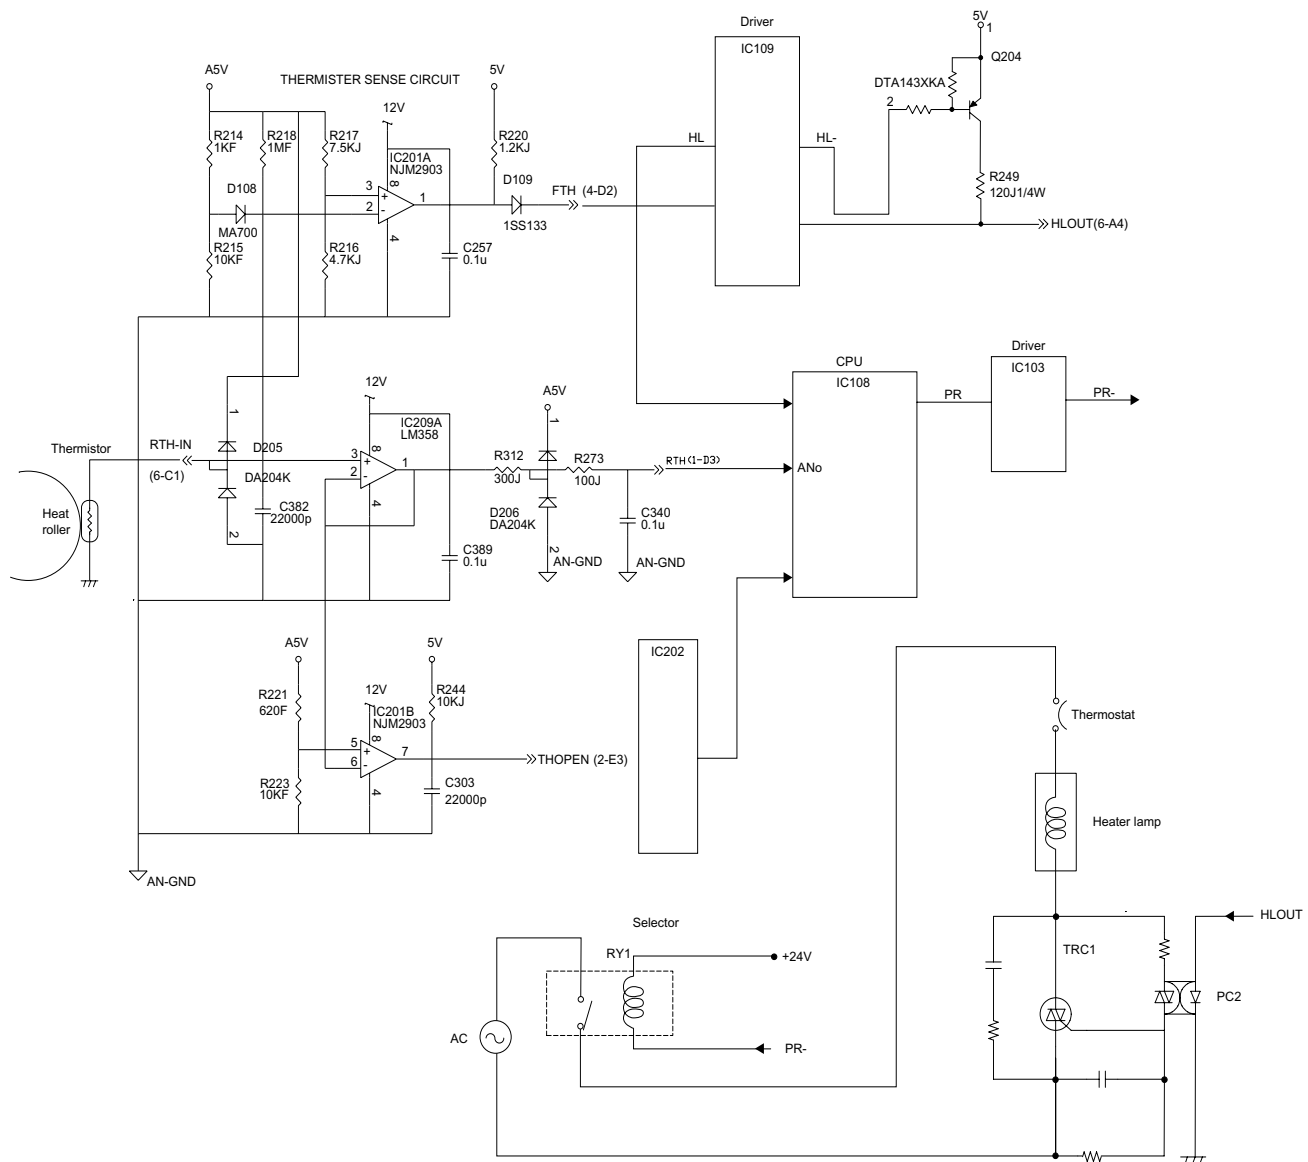 Driver
IC109
5V
1
Q204
DTA143XKA
2
HL
HL-
R249
120J1/4W
HLOUT(6-A4)
A5V
THERMISTER SENSE CIRCUIT
5V
12V
R214
1KF
R218
1MF
R217
7.5KJ
IC201A
NJM2903
8
R220
1.2KJ
D108
3
+
2
-
1
D109
FTH (4-D2)
MA700
4
1SS133
R215
10KF
R216
4.7KJ
C257
0.1u
Driver
IC103
CPU
IC108
PR
PR-
12V
A5V
1
1
IC209A
LM358
8
Thermistor
RTH-IN
(6-C1)
D205
3
+
2
-
1
R312
300J
R273
100J
RTH(1-D3)
ANo
DA204K
4
C382
22000p
D206
DA204K
C340
0.1u
Heat
roller
2
C389
0.1u
2
AN-GND
AN-GND
A5V
5V
IC202
R221
620F
12V
R244
10KJ
IC201B
NJM2903
8
5
+
6
-
7
THOPEN (2-E3)
R223
10KF
4
C303
22000p
Thermostat
Heater lamp
AN-GND
Selector
HLOUT
RY1
+24V
TRC1
PC2
AC
PR-